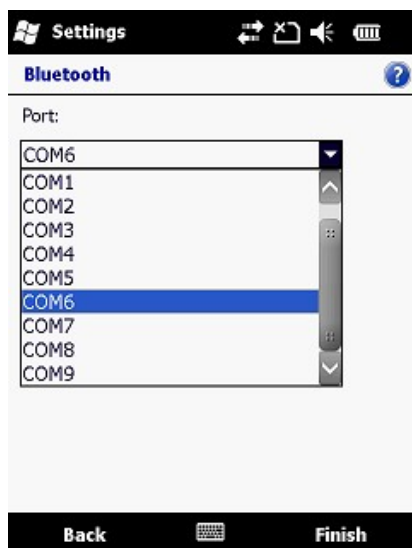 Settings
Bluetooth
Port:
COM6
COM1
COM2
COM3
COM4
COM5
COM6
COM7
COM8
COM9
Back
Finish